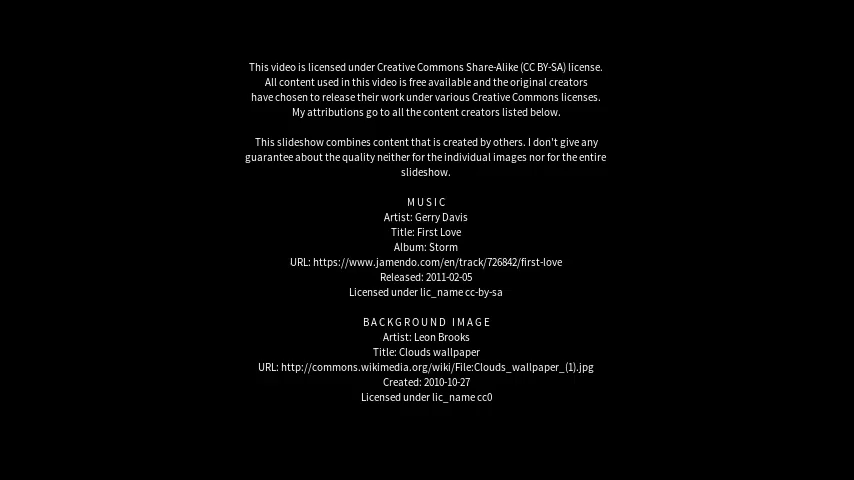 This video is licensed under Creative Commons Share-Alike (CC BY-SA) license.
All content used in this video is free available and the original creators
have chosen to release their work under various Creative Commons licenses.
My attributions go to all the content creators listed below.
This slideshow combines content that is created by others. I don't give any
guarantee about the quality neither for the individual images nor for the entire
slideshow.
MUSIC
Artist: Gerry Davis
Title: First Love
Album: Storm
URL: https://www.jamendo.com/en/track/726842/first-love
Released: 2011-02-05
Licensed under lic_name cc-by-sa
BACKGROUND IMAGE
Artist: Leon Brooks
Title: Clouds wallpaper
URL: http://commons.wikimedia.org/wiki/File:Clouds_wallpaper_(1).jpg
Created: 2010-10-27
Licensed under lic_name cc0